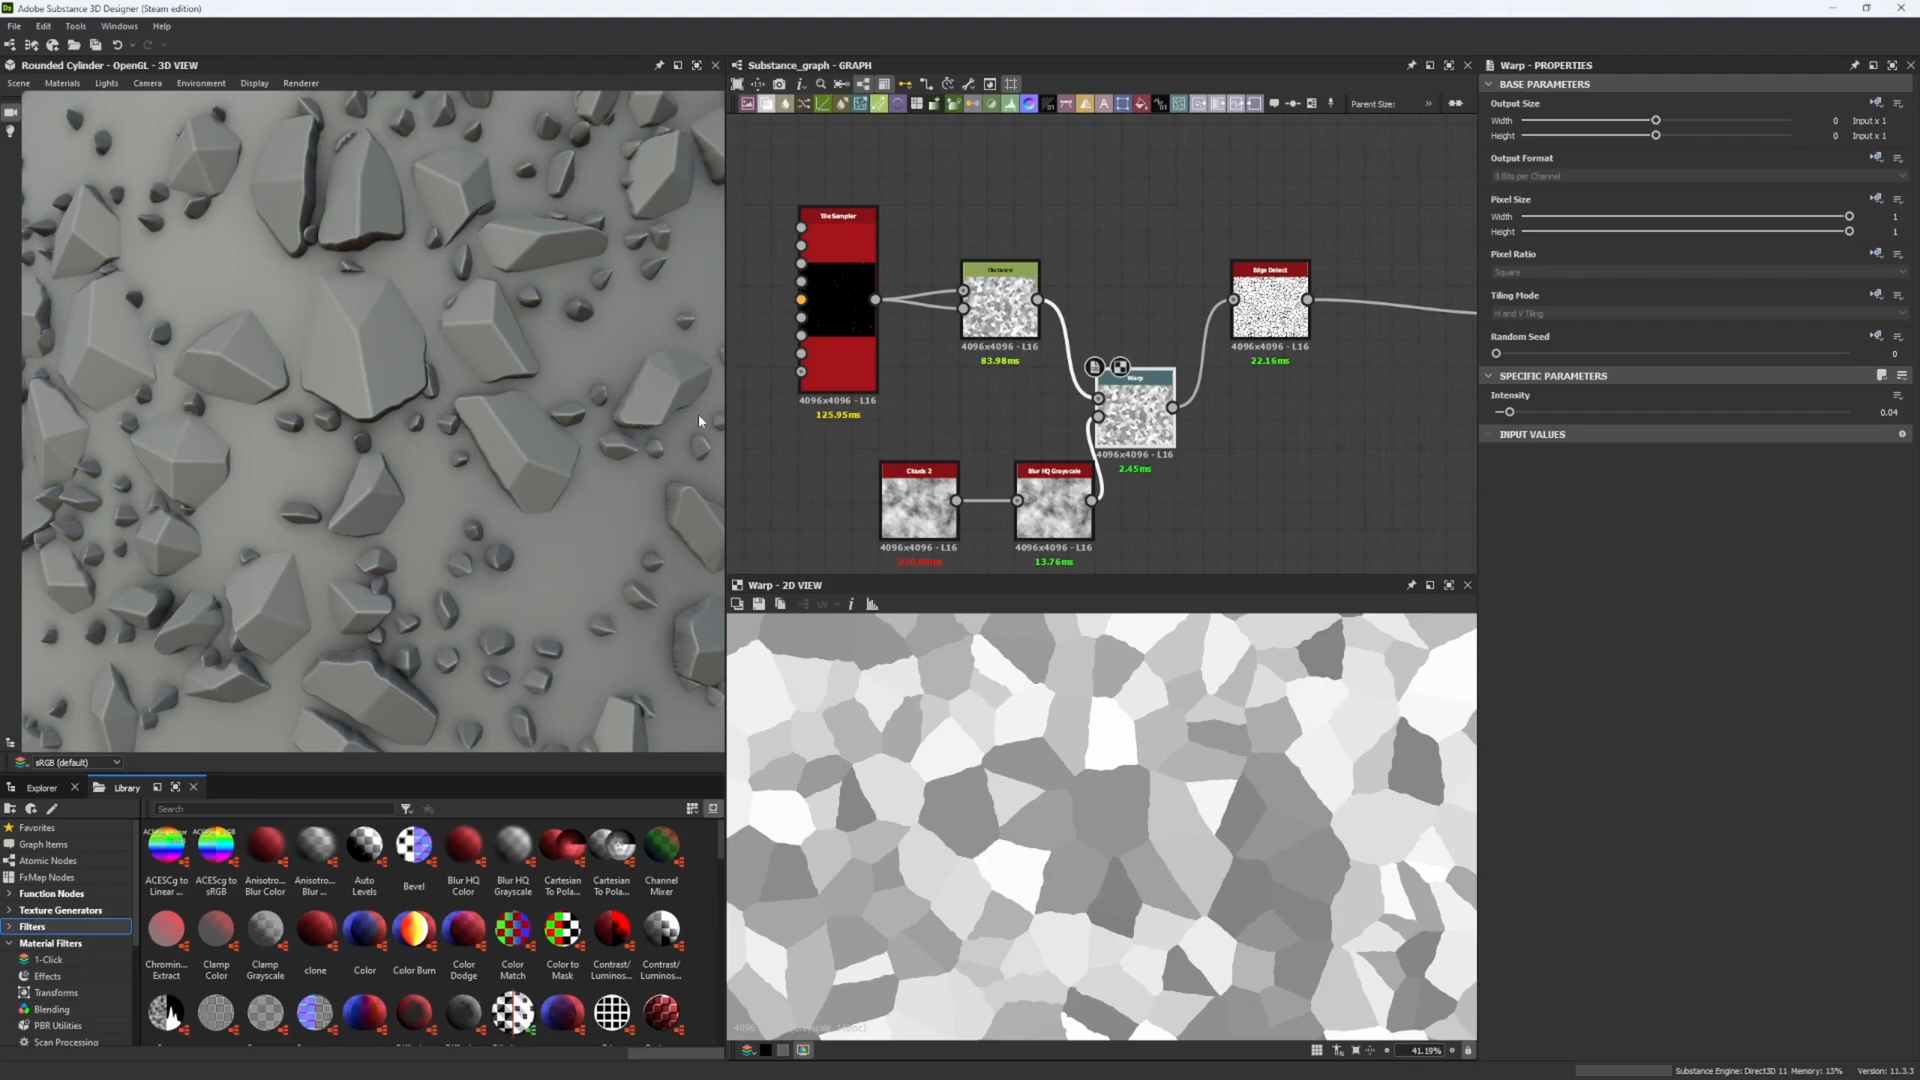 Adobe Substance 3D Designer (Steam edition)
File Edit Tools Windows Help
Rounded Cylinder - OpenGL - 3D VIEW
Scene Materials Lights Camera Environment Display Renderer
sRGB (default)
Explorer
Library
Search
Favorites
Graph Items
Atomic Nodes
FxMap Nodes
Function Nodes
Texture Generators
Filters
Material Filters
1-Click
Effects
Transforms
Blending
PBR Utilities
Scan Processing
ACEScg to Linear ...
ACEScg to sRGB
Anisotro... Blur Color
Anisotro... Blur ...
Auto Levels
Bevel
Blur HQ Color
Blur HQ Grayscale
Cartesian To Pola...
Cartesian To Pola...
Channel Mixer
Chromin... Extract
Clamp Color
Clamp Grayscale
clone
Color
Color Burn
Color Dodge
Color Match
Color to Mask
Contrast/ Luminos...
Contrast/ Luminos...
Substance_graph - GRAPH
Parent Size:
Tile Sampler
4096x4096 - L16
125.95ms
Distance
4096x4096 - L16
83.98ms
Edge Detect
4096x4096 - L16
22.16ms
Warp
4096x4096 - L16
2.45ms
Clouds 2
4096x4096 - L16
Blur HQ Grayscale
4096x4096 - L16
13.76ms
Warp - 2D VIEW
UV
41.19%
Warp - PROPERTIES
BASE PARAMETERS
Output Size
Width 0 Input x 1
Height 0 Input x 1
Output Format
8 Bits per Channel
Pixel Size
Width 1
Height 1
Pixel Ratio
Square
Tiling Mode
H and V Tiling
Random Seed
0
SPECIFIC PARAMETERS
Intensity
0.04
INPUT VALUES
Substance Engine: Direct3D 11 Memory: 13% Version: 11.3.3